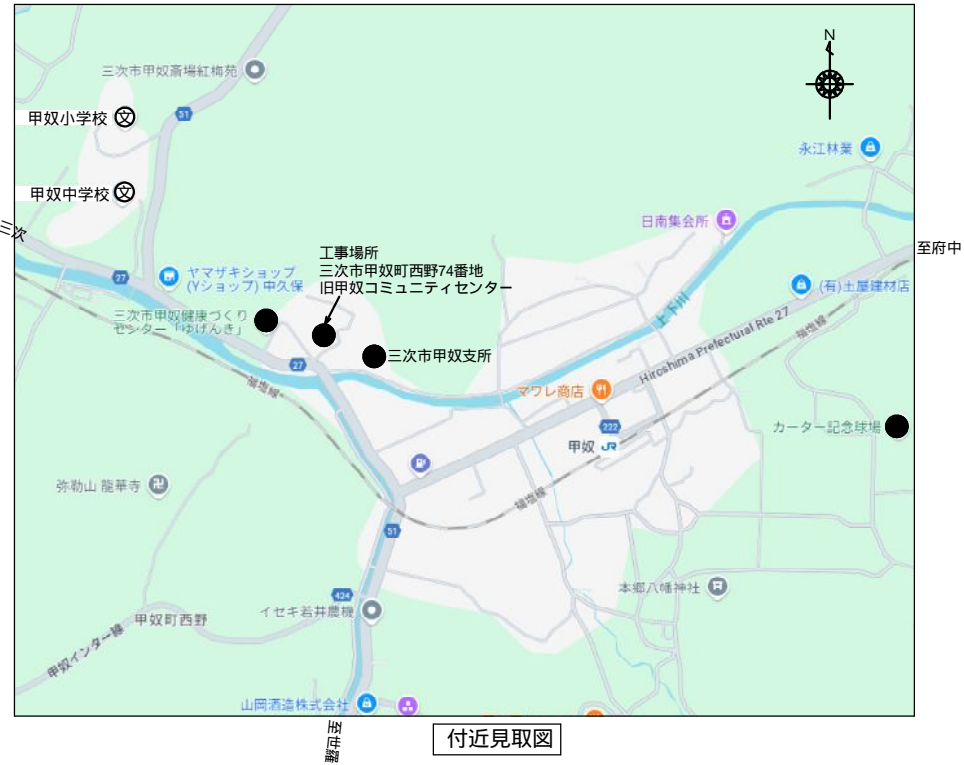 N
三次市甲奴斎場紅梅苑
51
甲奴小学校
文
永江林業
甲奴中学校
文
日南集会所
三次
至府中
工事場所
三次市甲奴町西野74番地
旧甲奴コミュニティセンター
27
ヤマザキショップ
(Yショップ) 中久保
(有)土屋建材店
三次市甲奴健康づくり
センター「ゆげんき」
上下川
Hiroshima Prefectural Rte 27
福塩線
三次市甲奴支所
27
福塩線
マワレ商店
222
カーター記念球場
甲奴 JR
弥勒山 龍華寺
卍
福塩線
51
本郷八幡神社
424
イセキ若井農機
甲奴町西野
甲奴インター線
山岡酒造株式会社
至世羅
付近見取図